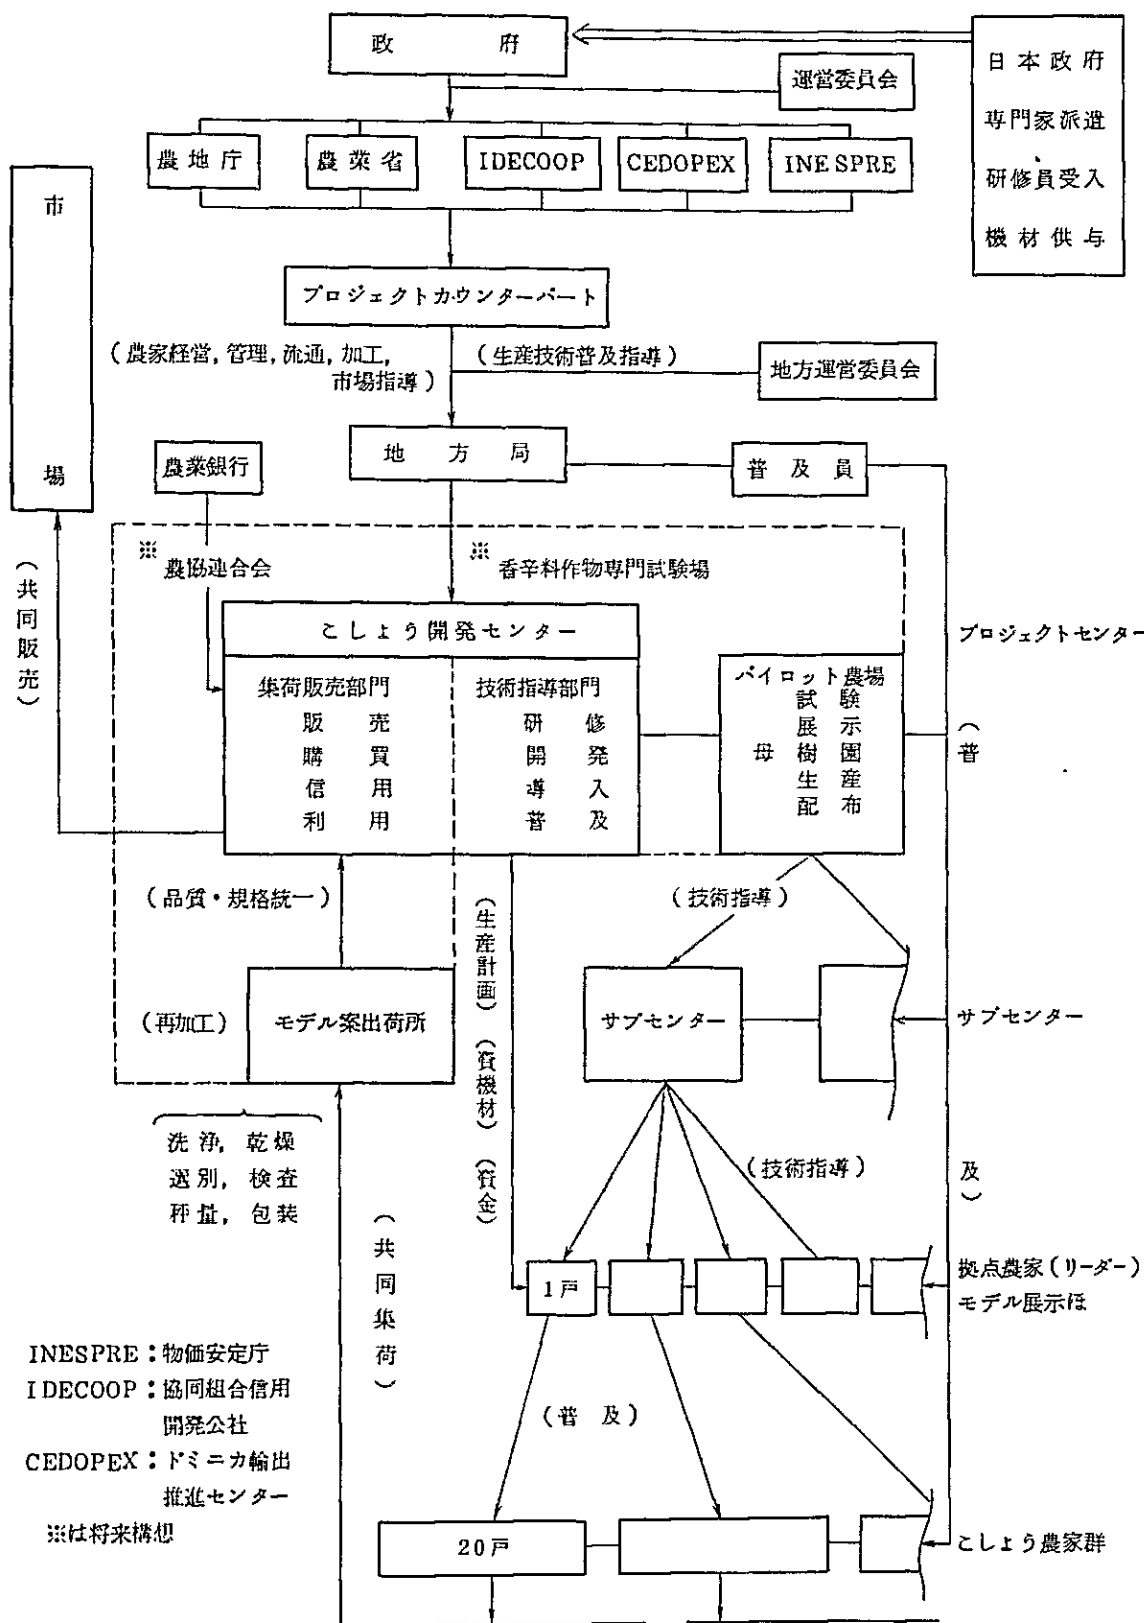 政府
日本政府
専門家派遣
研修員受入
機材供与
運営委員会
農地庁
農業省
IDECOOP
CEDOPEX
INESPRE
市場
プロジェクトカウンターパート
(農家経営,管理,流通,加工,
市場指導)
(生産技術普及指導)
地方運営委員会
農業銀行
地方局
普及員
(共同販売)
※農協連合会
※香辛料作物専門試験場
こしょう開発センター
プロジェクトセンター
集荷販売部門
販売
購買
信用
利用
技術指導部門
研修
開発
導入
普及
パイロット農場
試験
展示
母樹園
生産
配布
(普及)
(品質・規格統一)
(生産計画)(資機材)(資金)
(技術指導)
(再加工)
モデル案出荷所
サブセンター
サブセンター
洗浄,乾燥
選別,検査
秤量,包装
(技術指導)
(共同集荷)
1戸
拠点農家(リーダー)
モデル展示ほ
INESPRE:物価安定庁
IDECOOP:協同組合信用
開発公社
CEDOPEX:ドミニカ輸出
推進センター
※は将来構想
(普及)
20戸
こしょう農家群